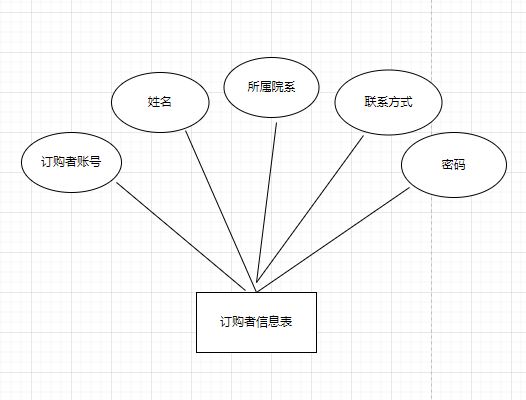 订购者账号
姓名
所属院系
联系方式
密码
订购者信息表